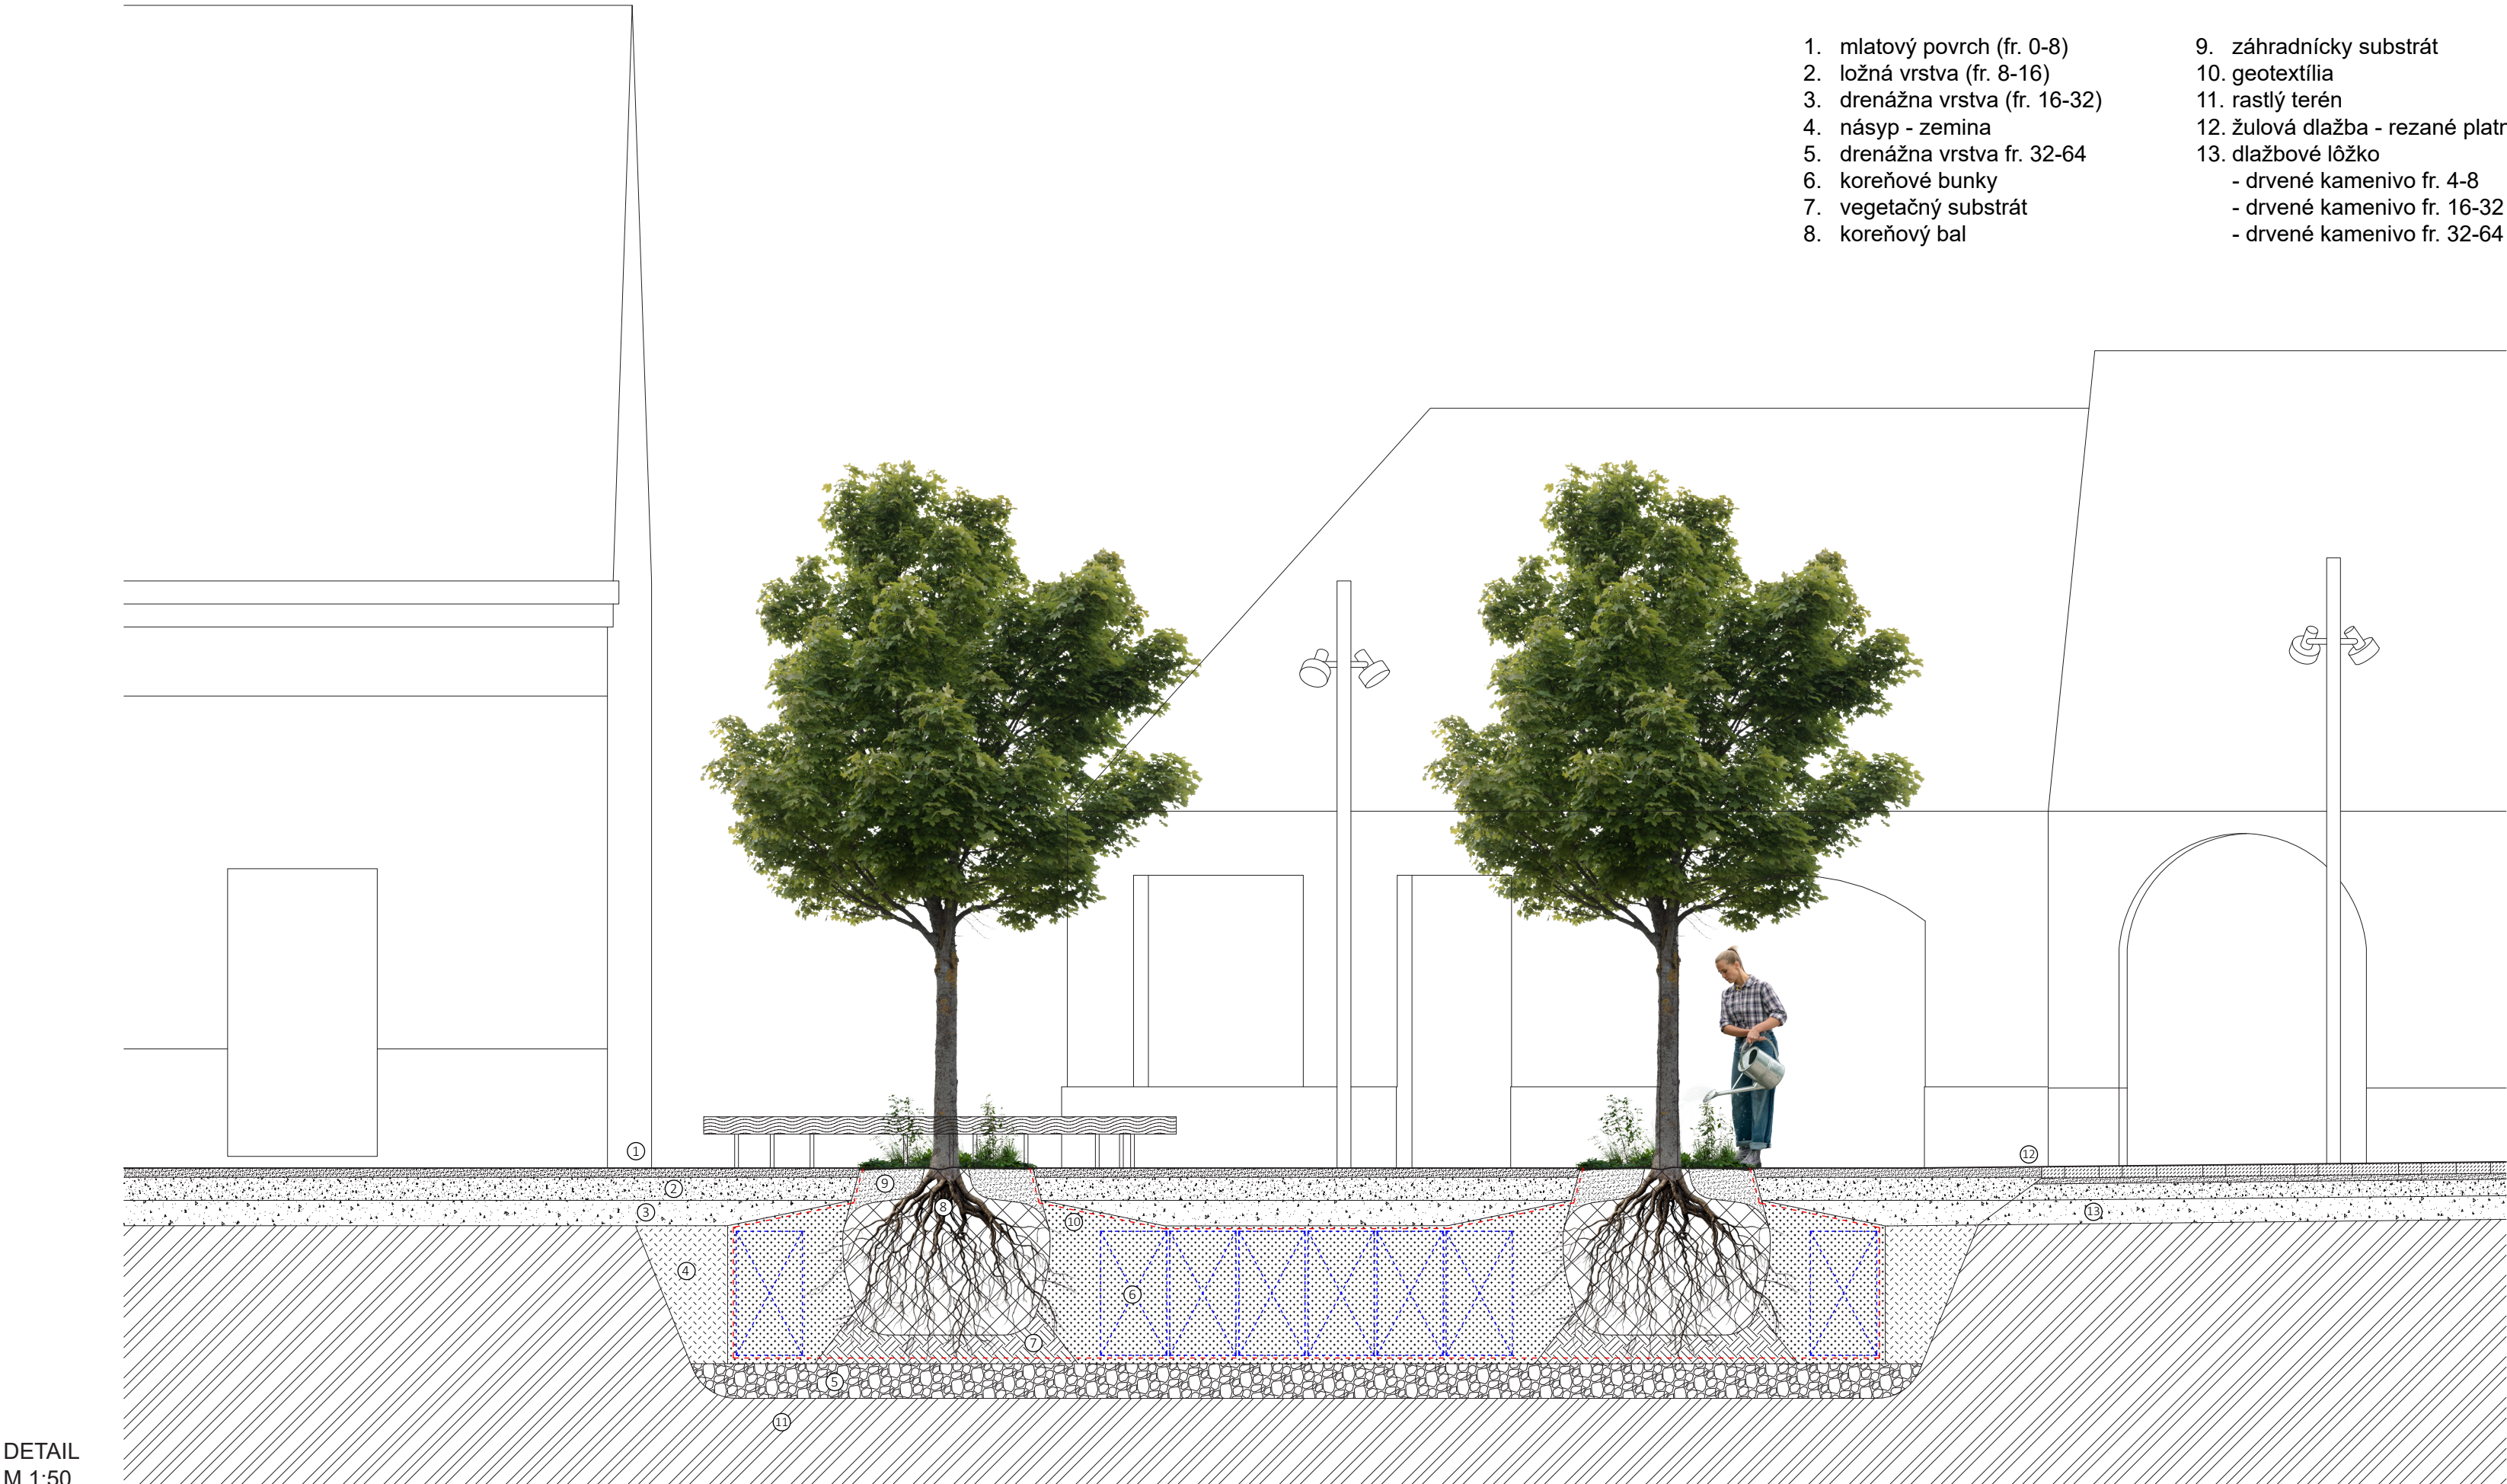 1. mlatový povrch (fr. 0-8)
2. ložná vrstva (fr. 8-16)
3. drenážna vrstva (fr. 16-32)
4. násyp - zemina
5. drenážna vrstva fr. 32-64
6. koreňové bunky
7. vegetačný substrát
8. koreňový bal
9. záhradnícky substrát
10. geotextília
11. rastlý terén
12. žulová dlažba - rezané
13. dlažbové lôžko
- drvené kamenivo fr. 4-8
- drvené kamenivo fr. 16-32
- drvené kamenivo fr. 32-64
1
12
2
9
3
8
10
13
4
6
7
5
11
DETAIL
M 1:50